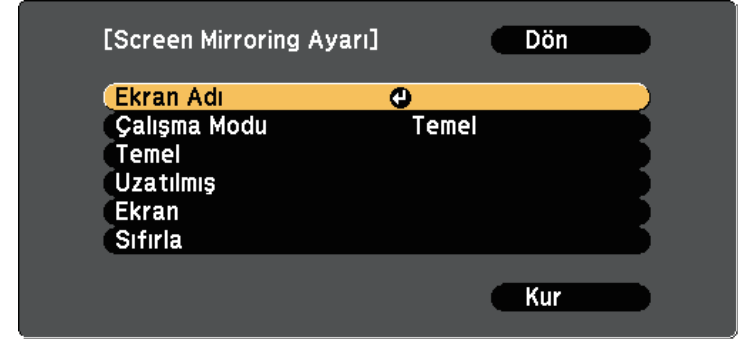 [Screen Mirroring Ayarı] Dön
Ekran Adı
Çalışma Modu Temel
Temel
Uzatılmış
Ekran
Sıfırla
Kur